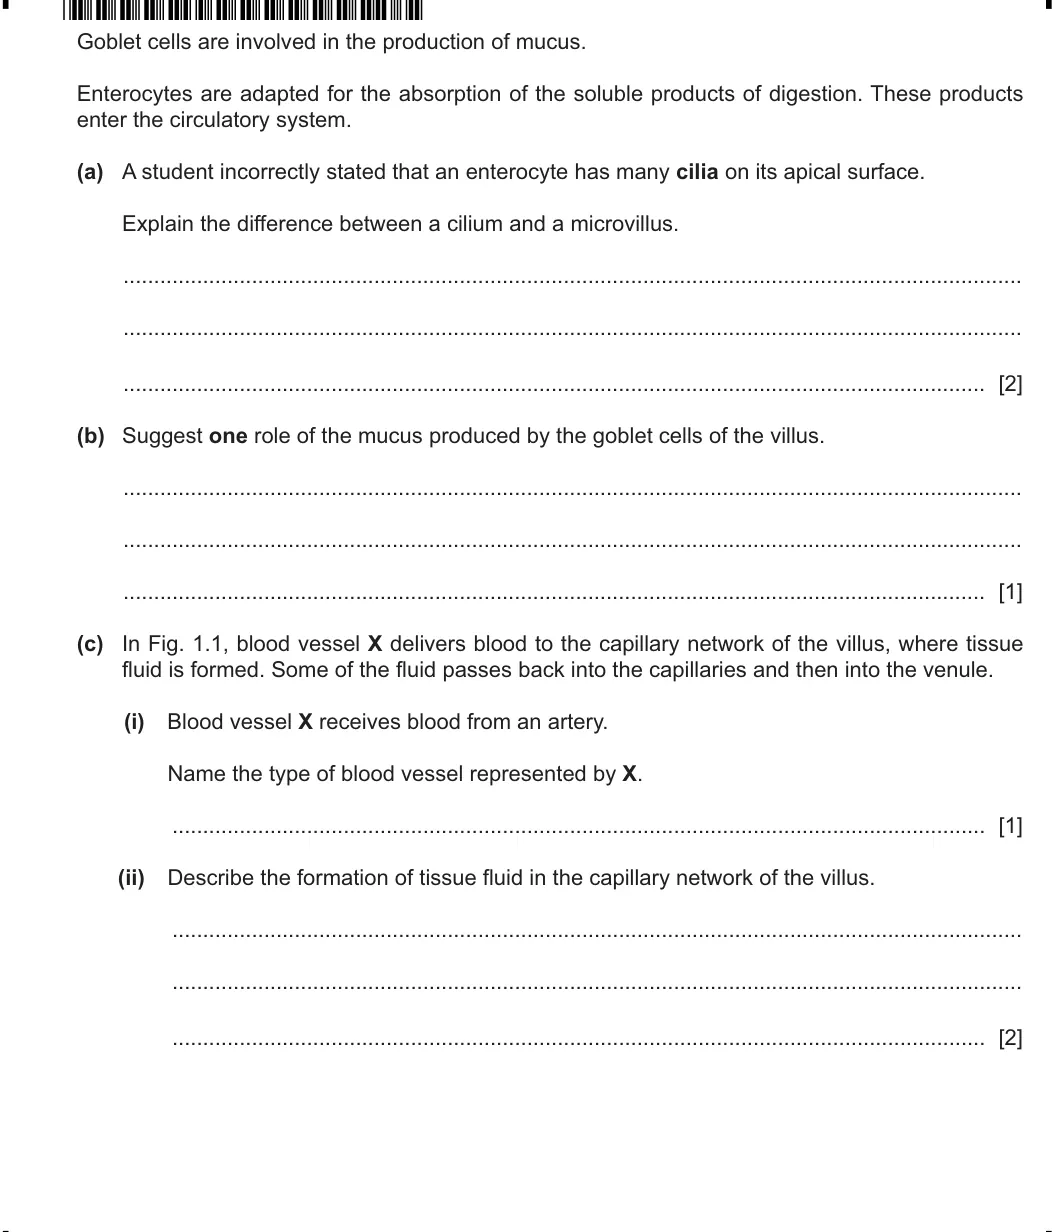 Goblet cells are involved in the production of mucus.
Enterocytes are adapted for the absorption of the soluble products of digestion. These products
enter the circulatory system.
(a) A student incorrectly stated that an enterocyte has many cilia on its apical surface.
Explain the difference between a cilium and a microvillus.
....................................................................................................................................................
....................................................................................................................................................
.............................................................................................................................................. [2]
(b) Suggest one role of the mucus produced by the goblet cells of the villus.
....................................................................................................................................................
....................................................................................................................................................
.............................................................................................................................................. [1]
(c) In Fig. 1.1, blood vessel X delivers blood to the capillary network of the villus, where tissue
fluid is formed. Some of the fluid passes back into the capillaries and then into the venule.
(i) Blood vessel X receives blood from an artery.
Name the type of blood vessel represented by X.
...................................................................................................................................... [1]
(ii) Describe the formation of tissue fluid in the capillary network of the villus.
............................................................................................................................................
............................................................................................................................................
...................................................................................................................................... [2]